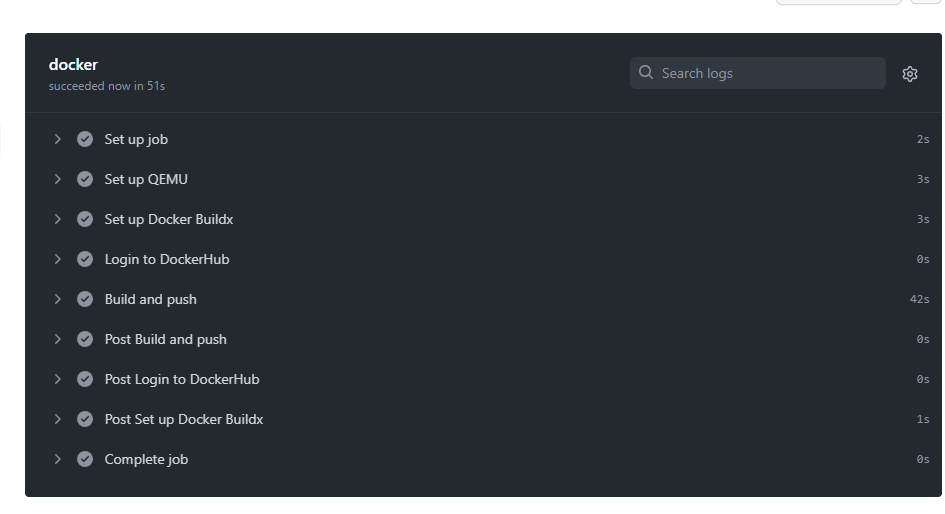 docker
succeeded now in 51s
Search logs
Set up job 2s
Set up QEMU 3s
Set up Docker Buildx 3s
Login to DockerHub 0s
Build and push 42s
Post Build and push 0s
Post Login to DockerHub 0s
Post Set up Docker Buildx 1s
Complete job 0s